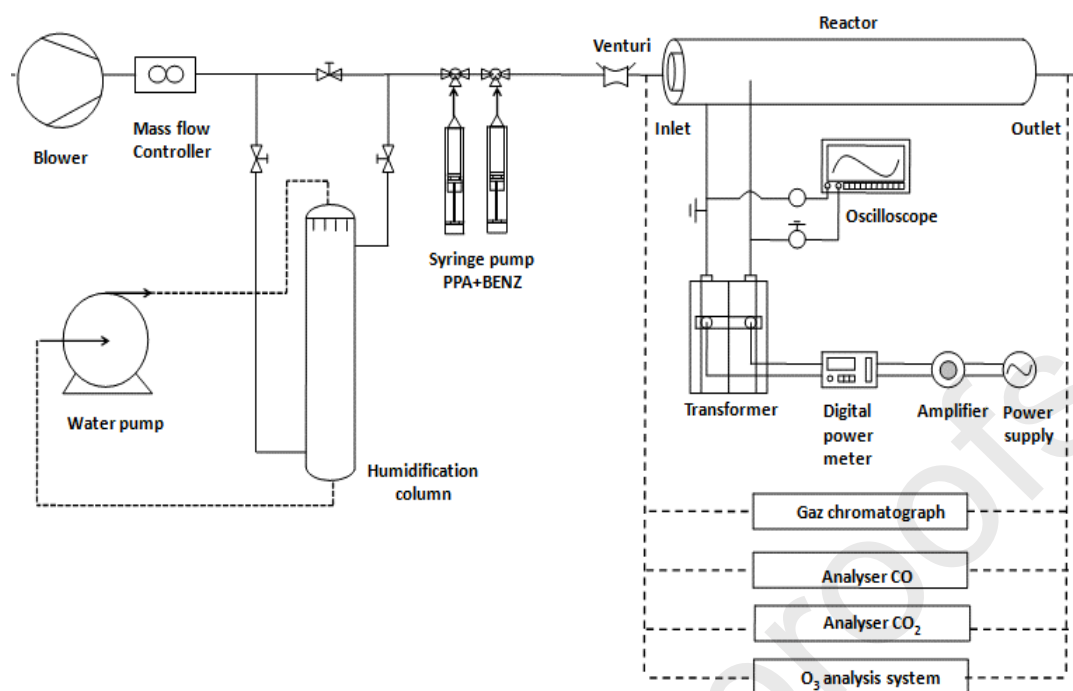 Reactor
Venturi
Inlet
Outlet
Blower
Mass flow
Controller
Oscilloscope
Syringe pump
PPA+BENZ
Water pump
Humidification
column
Transformer
Digital
power
meter
Amplifier
Power
supply
Gaz chromatograph
Analyser CO
Analyser CO₂
O₃ analysis system
proofs